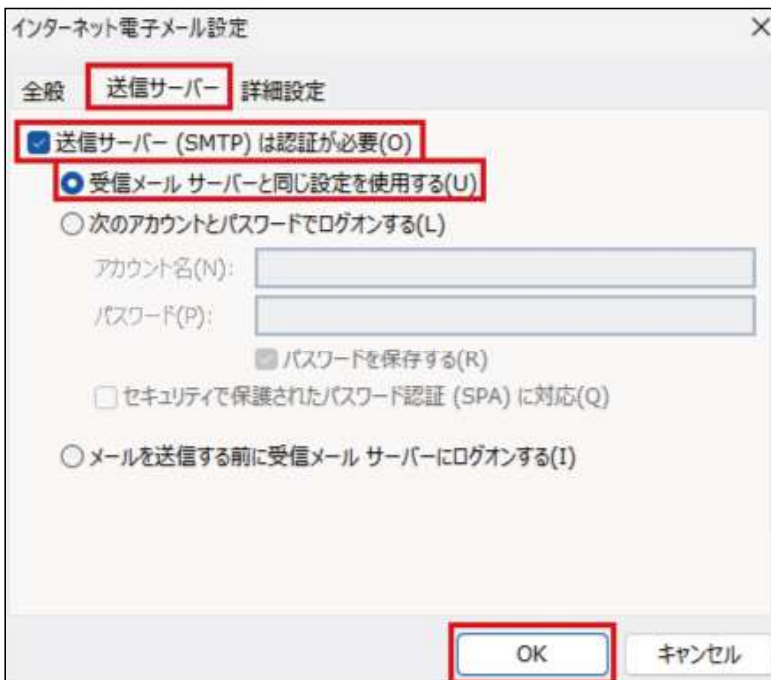 インターネット電子メール設定
全般 送信サーバー 詳細設定
送信サーバー (SMTP) は認証が必要(O)
受信メール サーバーと同じ設定を使用する(U)
次のアカウントとパスワードでログオンする(L)
アカウント名(N):
パスワード(P):
パスワードを保存する(R)
セキュリティで保護されたパスワード認証 (SPA) に対応(Q)
メールを送信する前に受信メール サーバーにログオンする(I)
OK キャンセル